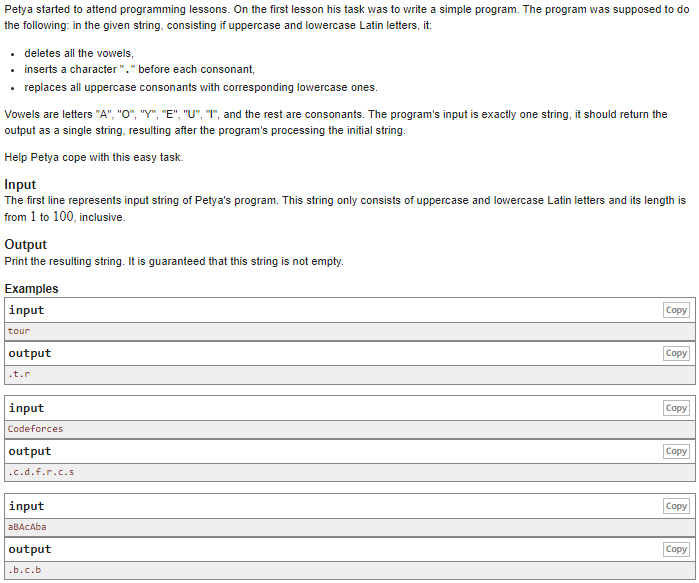 Petya started to attend programming lessons. On the first lesson his task was to write a simple program. The program was supposed to do
the following: in the given string, consisting if uppercase and lowercase Latin letters, it:
• deletes all the vowels,
• inserts a character "." before each consonant,
• replaces all uppercase consonants with corresponding lowercase ones.
Vowels are letters "A", "O", "Y", "E", "U", "I", and the rest are consonants. The program's input is exactly one string, it should return the
output as a single string, resulting after the program's processing the initial string.
Help Petya cope with this easy task.
Input
The first line represents input string of Petya's program. This string only consists of uppercase and lowercase Latin letters and its length is
from 1 to 100, inclusive.
Output
Print the resulting string. It is guaranteed that this string is not empty.
Examples
input Copy
tour
output Copy
.t.r
input Copy
Codeforces
output Copy
.c.d.f.r.c.s
input Copy
aBAcAba
output Copy
.b.c.b